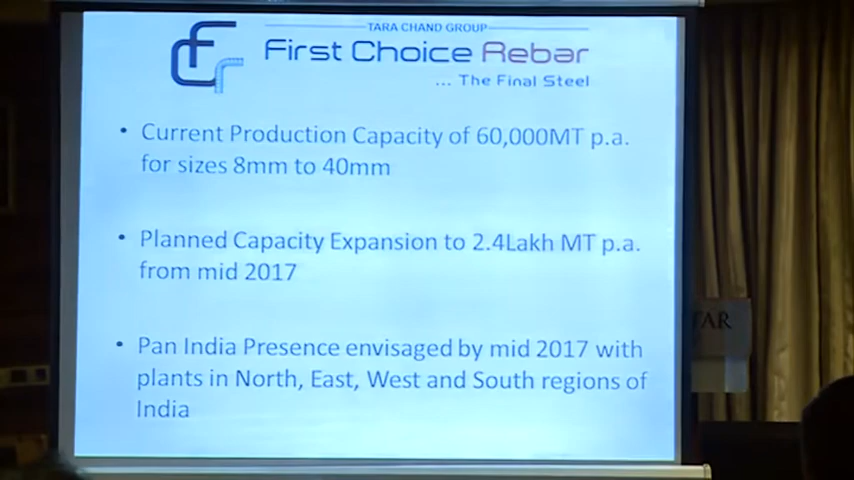 TARA CHAND GROUP
First Choice Rebar
... The Final Steel
• Current Production Capacity of 60,000MT p.a.
for sizes 8mm to 40mm
• Planned Capacity Expansion to 2.4Lakh MT p.a.
from mid 2017
• Pan India Presence envisaged by mid 2017 with
plants in North, East, West and South regions of
India